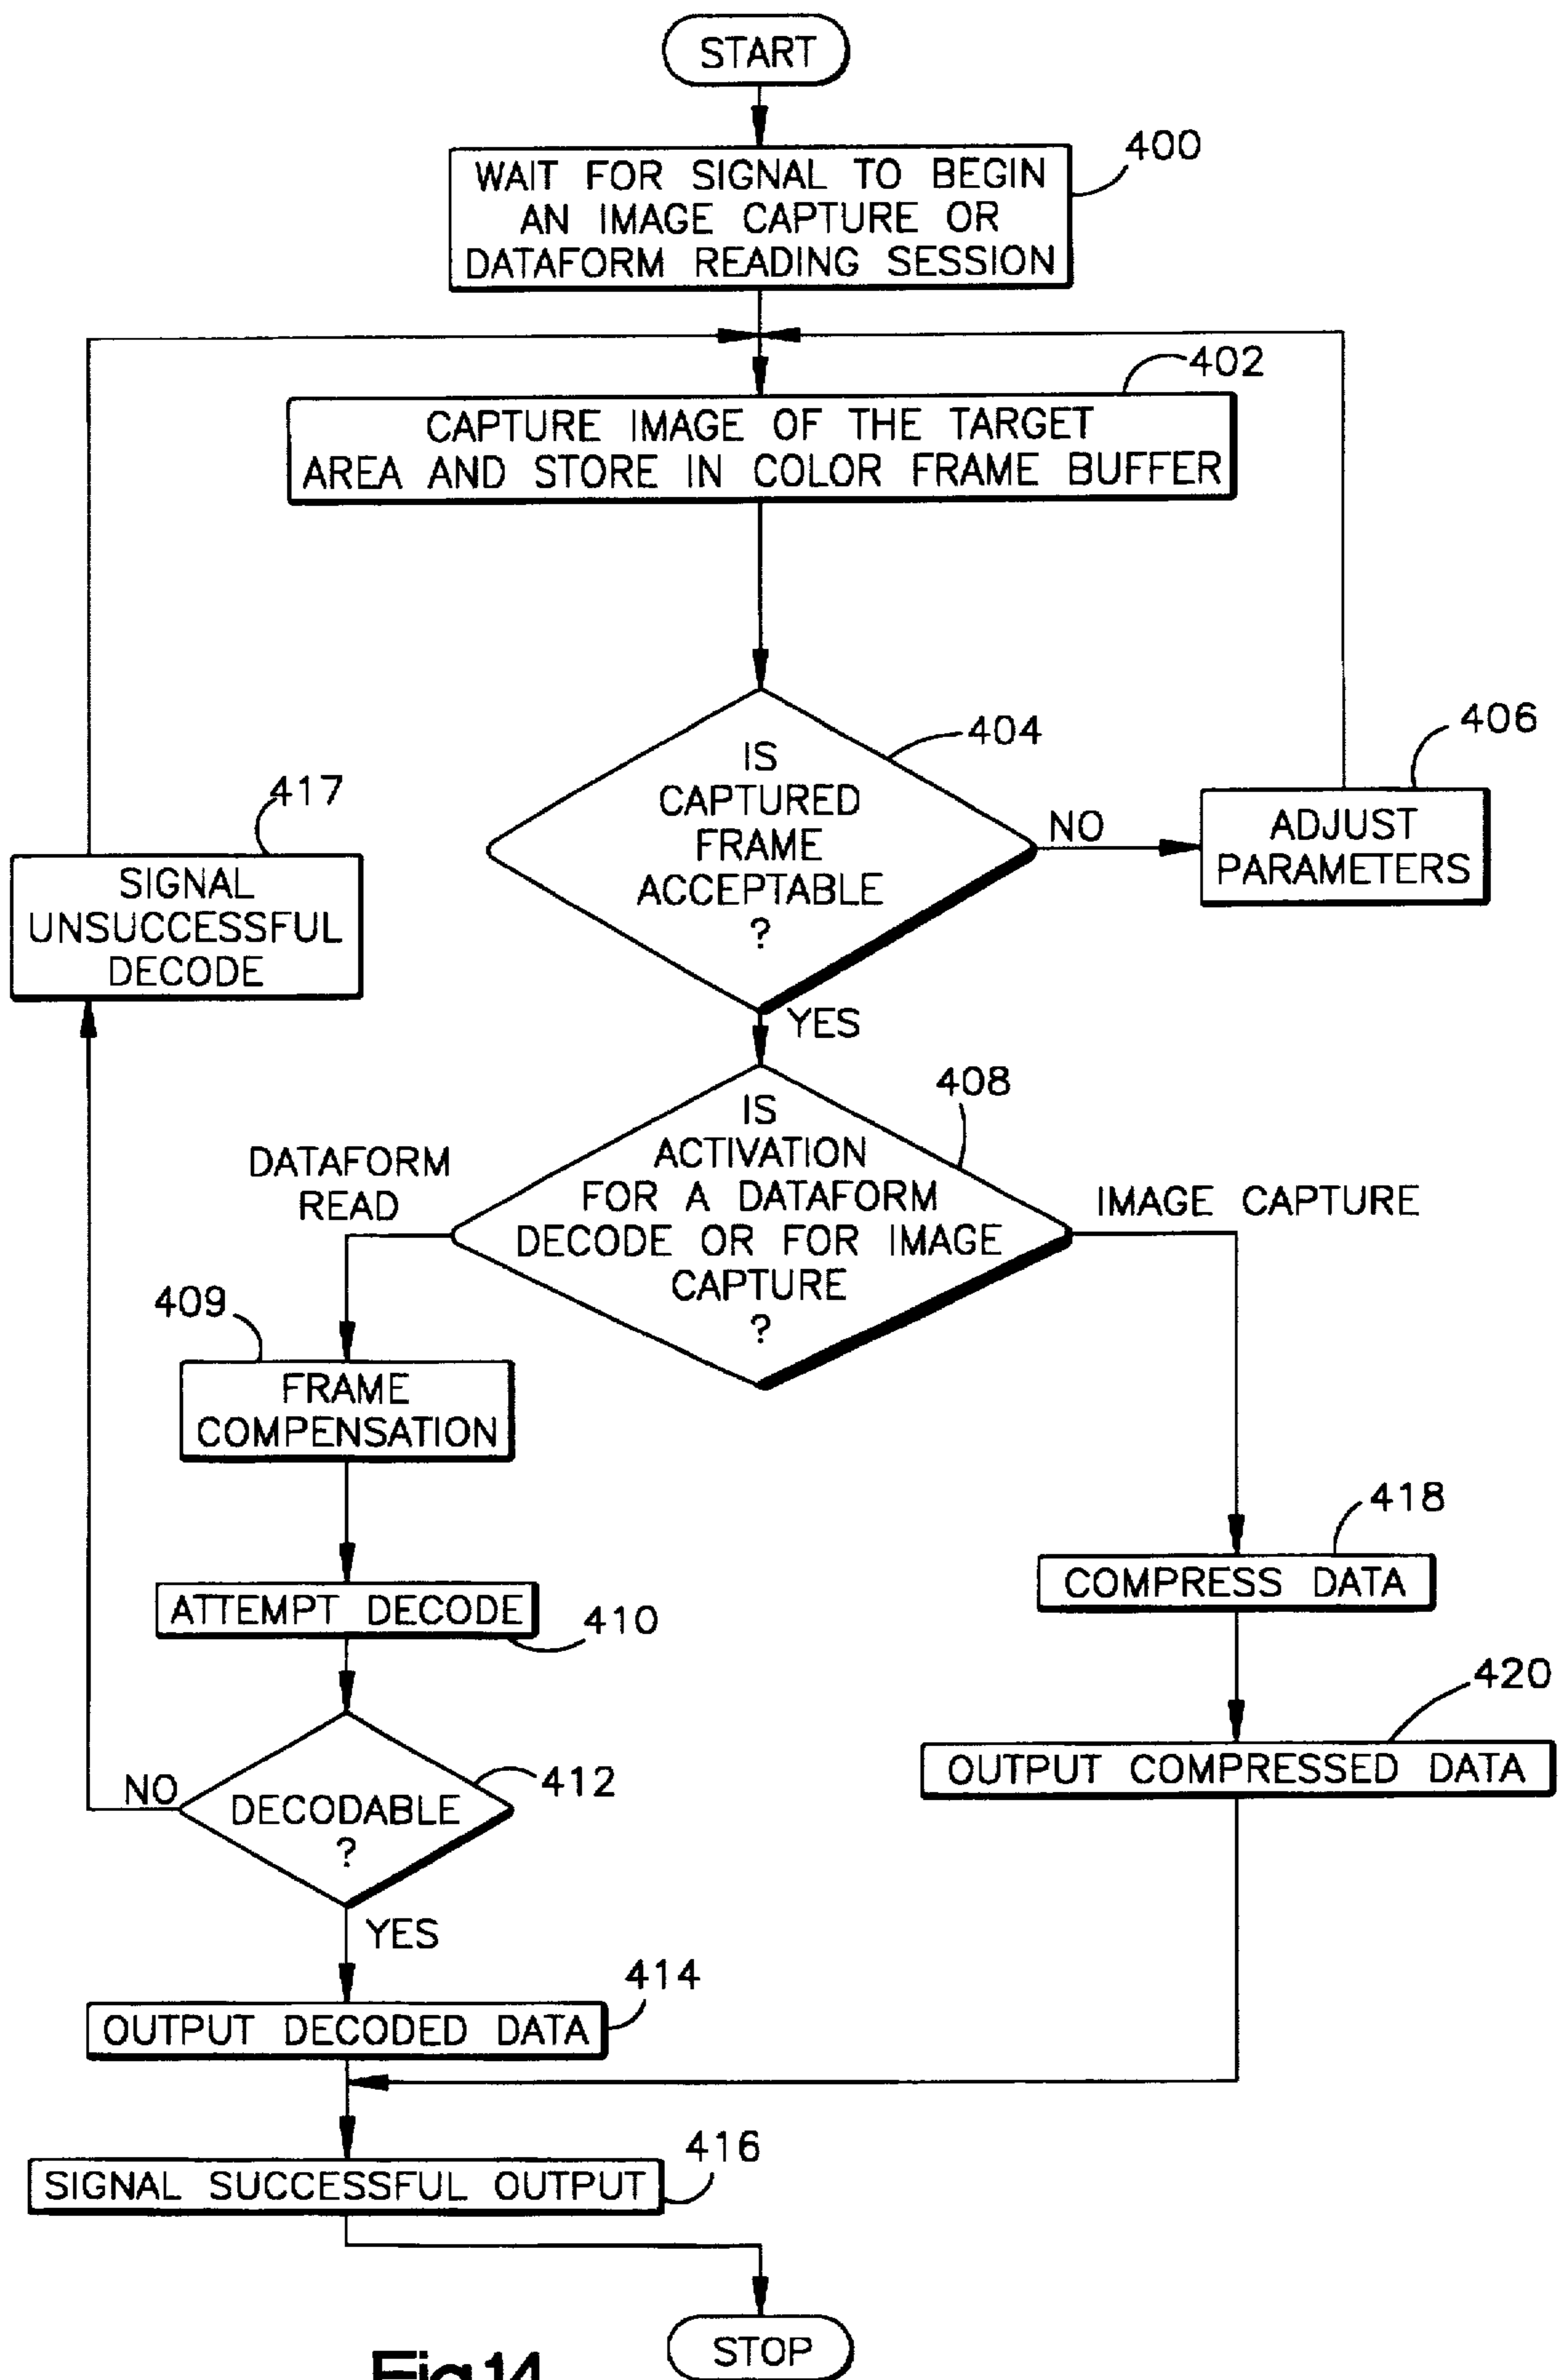 START
400
WAIT FOR SIGNAL TO BEGIN
AN IMAGE CAPTURE OR
DATAFORM READING SESSION
402
CAPTURE IMAGE OF THE TARGET
AREA AND STORE IN COLOR FRAME BUFFER
404
IS
CAPTURED
FRAME
ACCEPTABLE
?
NO
406
ADJUST
PARAMETERS
417
SIGNAL
UNSUCCESSFUL
DECODE
YES
408
IS
ACTIVATION
FOR A DATAFORM
DECODE OR FOR IMAGE
CAPTURE
?
DATAFORM
READ
IMAGE CAPTURE
409
FRAME
COMPENSATION
418
COMPRESS DATA
ATTEMPT DECODE
410
420
OUTPUT COMPRESSED DATA
NO
412
DECODABLE
?
YES
414
OUTPUT DECODED DATA
416
SIGNAL SUCCESSFUL OUTPUT
STOP
Fig.14